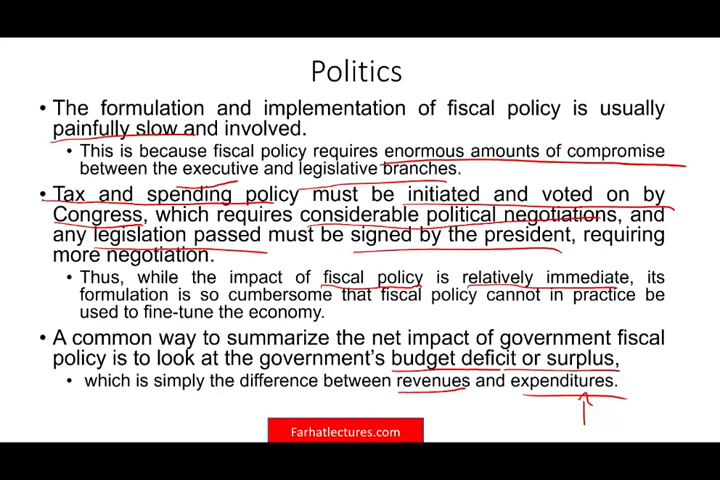 Politics
• The formulation and implementation of fiscal policy is usually
painfully slow and involved.
• This is because fiscal policy requires enormous amounts of compromise
between the executive and legislative branches.
• Tax and spending policy must be initiated and voted on by
Congress, which requires considerable political negotiations, and
any legislation passed must be signed by the president, requiring
more negotiation.
• Thus, while the impact of fiscal policy is relatively immediate, its
formulation is so cumbersome that fiscal policy cannot in practice be
used to fine-tune the economy.
• A common way to summarize the net impact of government fiscal
policy is to look at the government's budget deficit or surplus,
• which is simply the difference between revenues and expenditures.
Farhatlectures.com